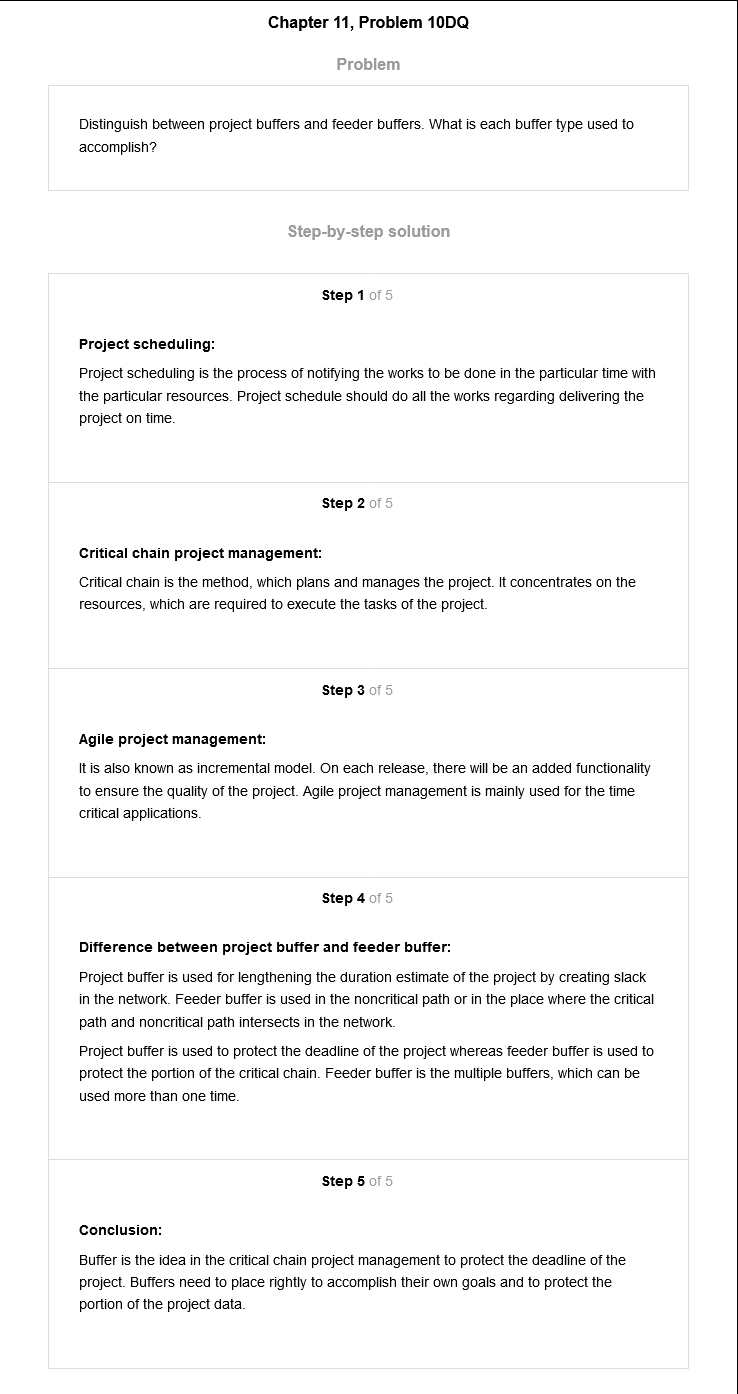 Chapter 11, Problem 10DQ
Problem
Distinguish between project buffers and feeder buffers. What is each buffer type used to
accomplish?
Step-by-step solution
Step 1 of 5
Project scheduling:
Project scheduling is the process of notifying the works to be done in the particular time with
the particular resources. Project schedule should do all the works regarding delivering the
project on time.
Step 2 of 5
Critical chain project management:
Critical chain is the method, which plans and manages the project. It concentrates on the
resources, which are required to execute the tasks of the project.
Step 3 of 5
Agile project management:
It is also known as incremental model. On each release, there will be an added functionality
to ensure the quality of the project. Agile project management is mainly used for the time
critical applications.
Step 4 of 5
Difference between project buffer and feeder buffer:
Project buffer is used for lengthening the duration estimate of the project by creating slack
in the network. Feeder buffer is used in the noncritical path or in the place where the critical
path and noncritical path intersects in the network.
Project buffer is used to protect the deadline of the project whereas feeder buffer is used to
protect the portion of the critical chain. Feeder buffer is the multiple buffers, which can be
used more than one time.
Step 5 of 5
Conclusion:
Buffer is the idea in the critical chain project management to protect the deadline of the
project. Buffers need to place rightly to accomplish their own goals and to protect the
portion of the project data.